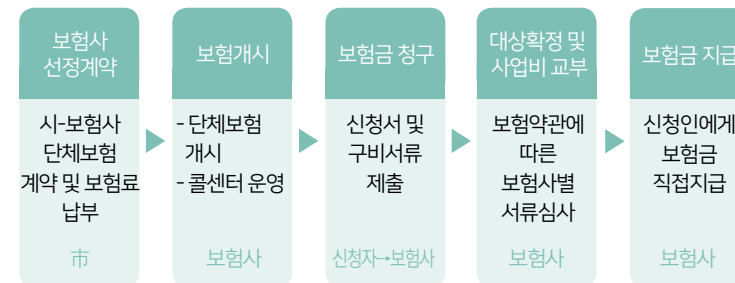 보험사
선정계약
시-보험사
단체보험
계약 및 보험료
납부
市
보험개시
- 단체보험
개시
- 콜센터 운영
보험사
보험금 청구
신청서 및
구비서류
제출
신청자→보험사
대상확정 및
사업비 교부
보험약관에
따른
보험사별
서류심사
보험사
보험금 지급
신청인에게
보험금
직접지급
보험사